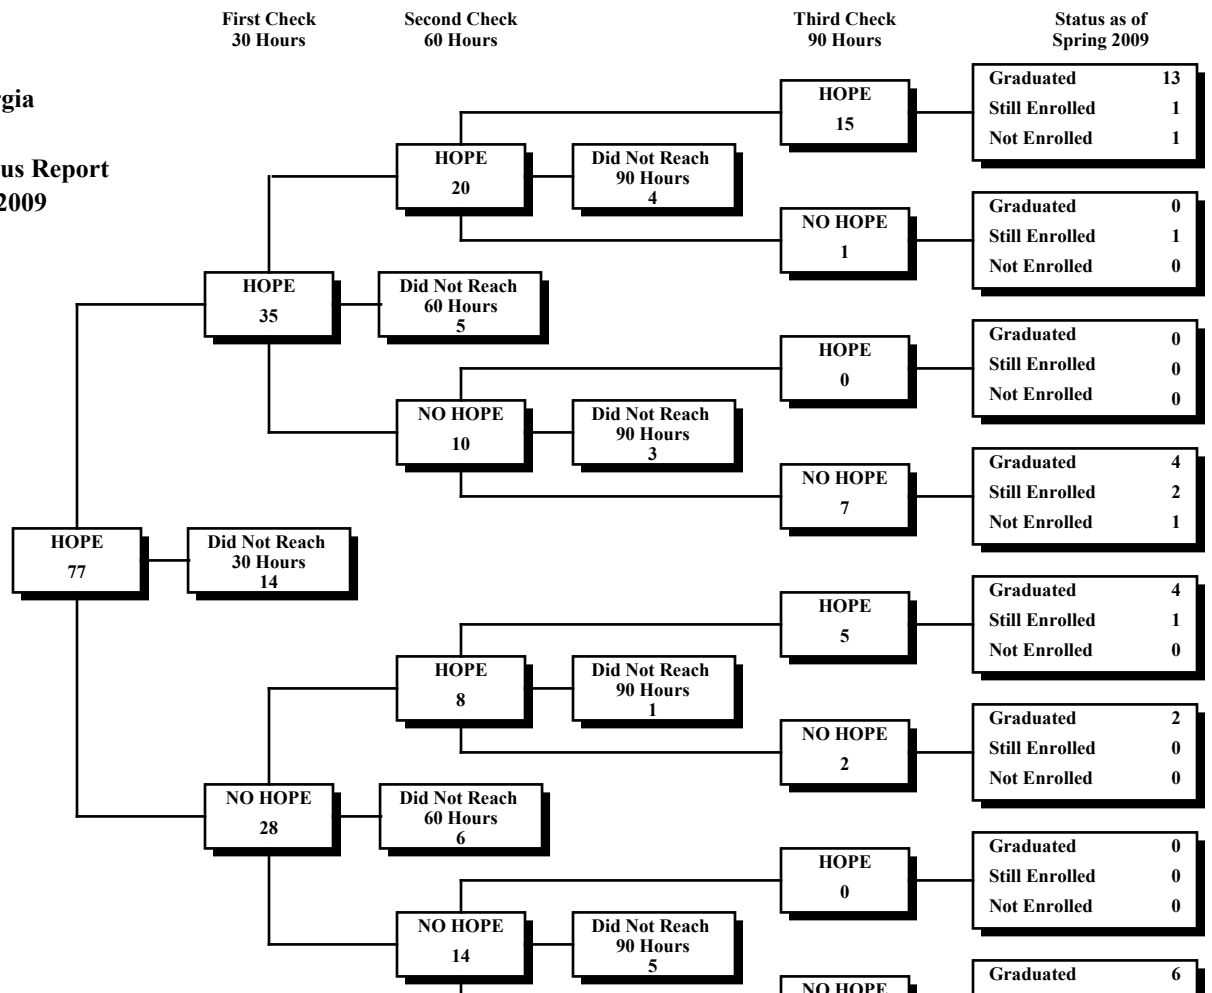 First Check
30 Hours
Second Check
60 Hours
Third Check
90 Hours
Status as of
Spring 2009
Report
2009
HOPE
77
Did Not Reach
30 Hours
14
HOPE
35
Did Not Reach
60 Hours
5
NO HOPE
28
Did Not Reach
60 Hours
6
HOPE
20
Did Not Reach
90 Hours
4
NO HOPE
10
Did Not Reach
90 Hours
3
HOPE
8
Did Not Reach
90 Hours
1
NO HOPE
14
Did Not Reach
90 Hours
5
HOPE
15
Graduated 13
Still Enrolled 1
Not Enrolled 1
NO HOPE
1
Graduated 0
Still Enrolled 1
Not Enrolled 0
HOPE
0
Graduated 0
Still Enrolled 0
Not Enrolled 0
NO HOPE
7
Graduated 4
Still Enrolled 2
Not Enrolled 1
HOPE
5
Graduated 4
Still Enrolled 1
Not Enrolled 0
NO HOPE
2
Graduated 2
Still Enrolled 0
Not Enrolled 0
HOPE
0
Graduated 0
Still Enrolled 0
Not Enrolled 0
NO HOPE
Graduated 6